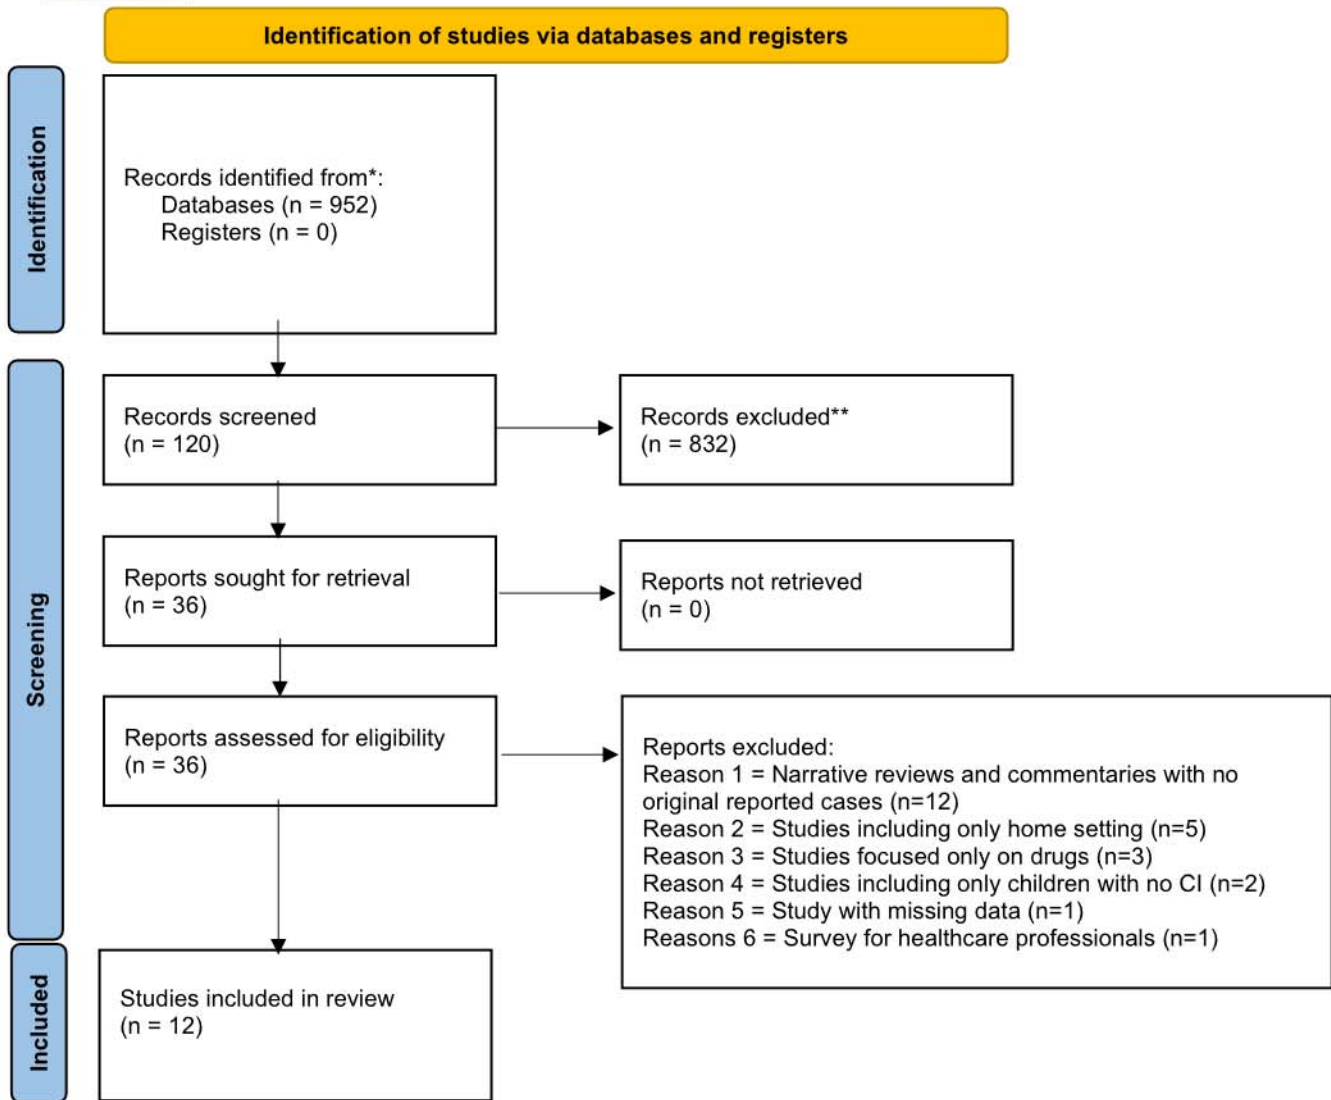 Identification of studies via databases and registers
Identification
Records identified from*:
Databases (n = 952)
Registers (n = 0)
Screening
Records screened
(n = 120)
Records excluded**
(n = 832)
Reports sought for retrieval
(n = 36)
Reports not retrieved
(n = 0)
Reports assessed for eligibility
(n = 36)
Reports excluded:
Reason 1 = Narrative reviews and commentaries with no
original reported cases (n=12)
Reason 2 = Studies including only home setting (n=5)
Reason 3 = Studies focused only on drugs (n=3)
Reason 4 = Studies including only children with no CI (n=2)
Reason 5 = Study with missing data (n=1)
Reasons 6 = Survey for healthcare professionals (n=1)
Included
Studies included in review
(n = 12)